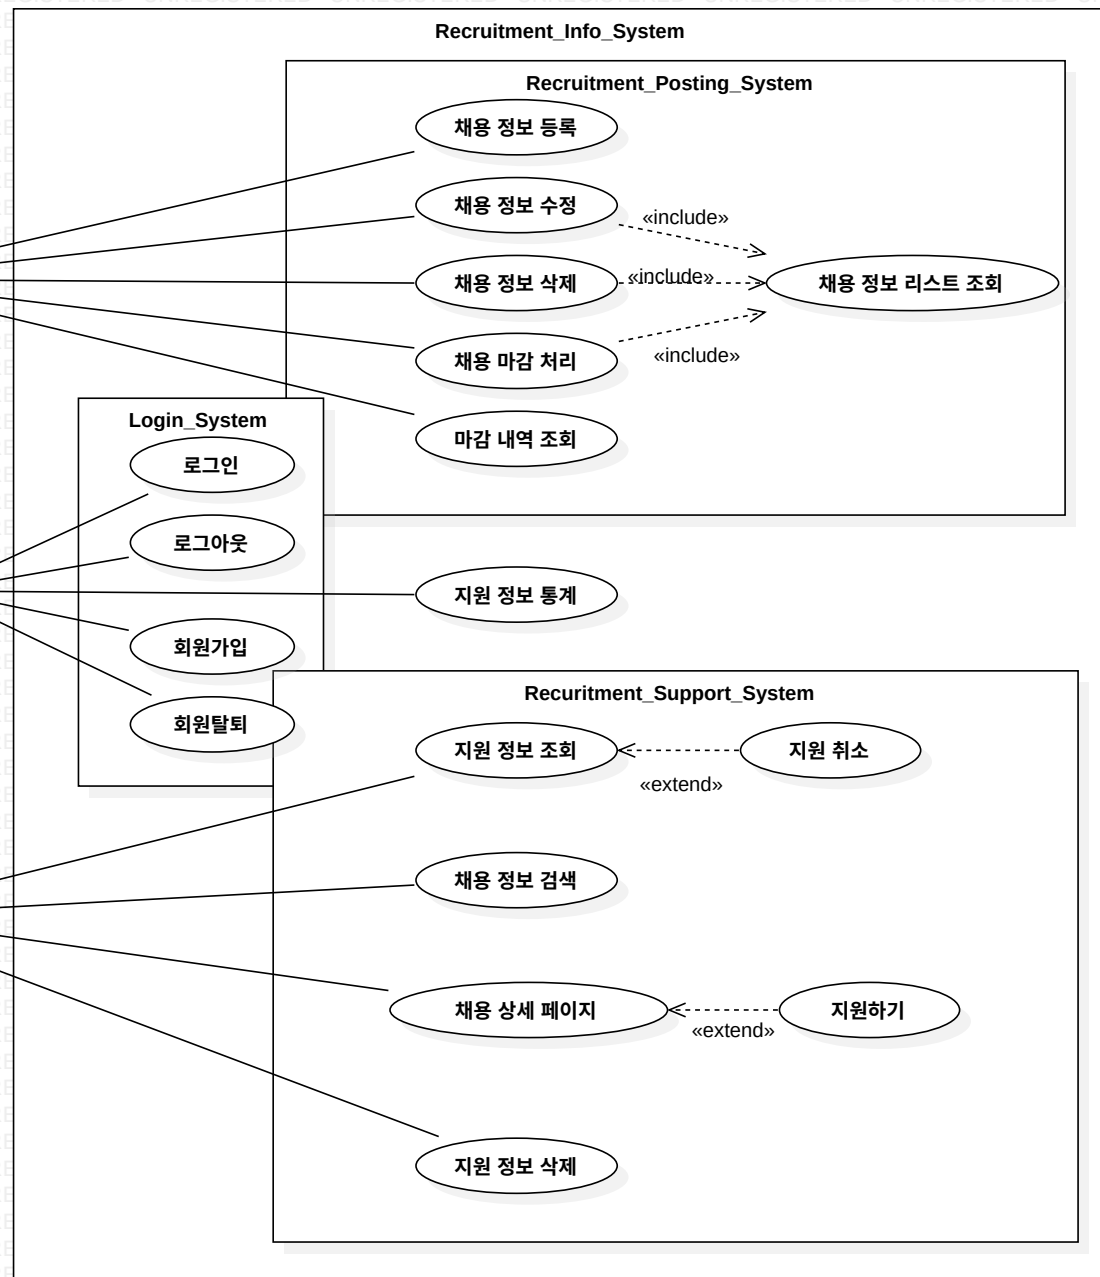 Recruitment_Info_System
Recruitment_Posting_System
채용 정보 등록
채용 정보 수정
«include»
채용 정보 삭제
«include»
채용 정보 리스트 조회
채용 마감 처리
«include»
마감 내역 조회
Login_System
로그인
로그아웃
회원가입
회원탈퇴
지원 정보 통계
Recuritment_Support_System
지원 정보 조회
«extend»
지원 취소
채용 정보 검색
채용 상세 페이지
«extend»
지원하기
지원 정보 삭제